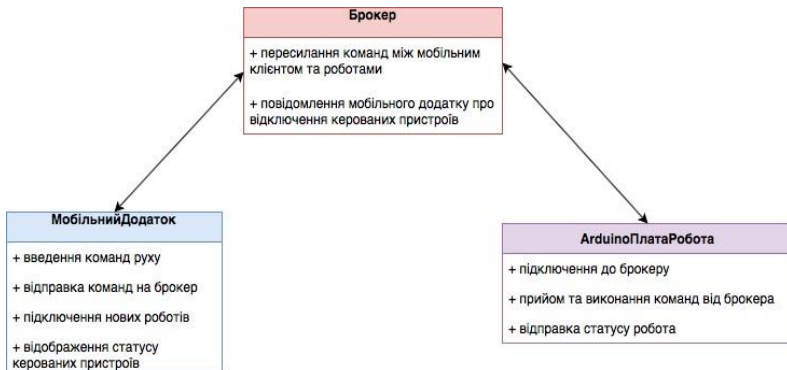 Брокер
+ пересилання команд між мобільним
клієнтом та роботами
+ повідомлення мобільного додатку про
відключення керованих пристроїв
МобільнийДодаток
+ введення команд руху
+ відправка команд на брокер
+ підключення нових роботів
+ відображення статусу
керованих пристроїв
ArduinoПлатаРобота
+ підключення до брокеру
+ прийом та виконання команд від брокера
+ відправка статусу робота